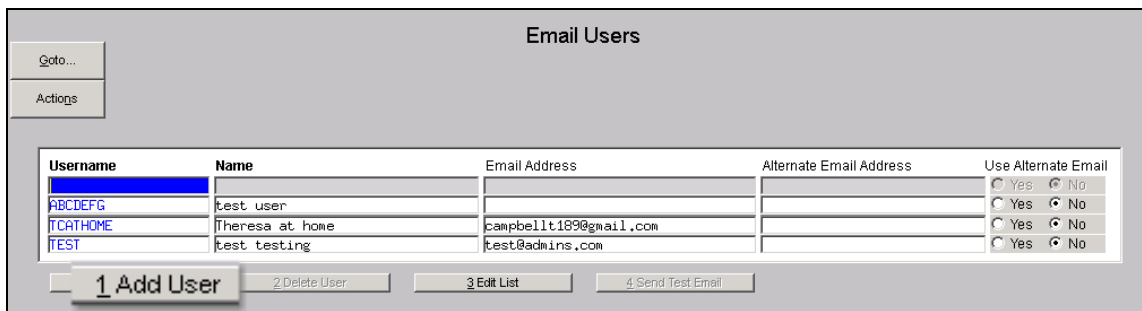 Email Users
Goto...
Actions
Username Name Email Address Alternate Email Address Use Alternate Email
Yes No
ABCDEFG test user Yes No
TCATHOME Theresa at home campbellt189@gmail.com Yes No
TEST test testing test@admins.com Yes No
1 Add User 2 Delete User 3 Edit List 4 Send Test Email